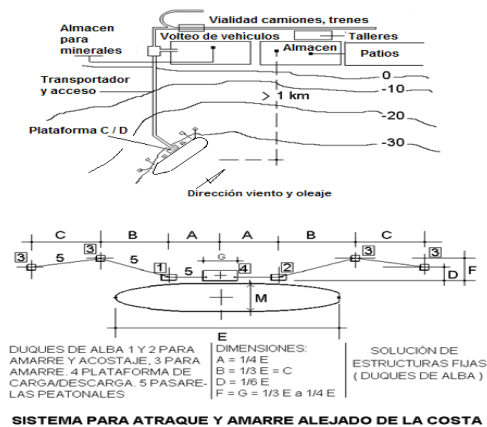 Almacen
para
minerales
Vialidad camiones, trenes
Volteo de vehículos
Talleres
Almacen
Patios
Transportador
y acceso
0
-10
> 1 km
-20
Plataforma C / D
-30
Dirección viento y oleaje
C B A A B C
G
3 5 3 5 1 5 4 2 3 3
D F
M
E
DUQUES DE ALBA 1 Y 2 PARA
AMARRE Y ACOSTAJE, 3 PARA
AMARRE. 4 PLATAFORMA DE
CARGA/DESCARGA. 5 PASARE-
LAS PEATONALES
DIMENSIONES:
A = 1/4 E
B = 1/3 E = C
D = 1/6 E
F = G = 1/3 E a 1/4 E
SOLUCIÓN DE
ESTRUCTURAS FIJAS
( DUQUES DE ALBA )
SISTEMA PARA ATRAQUE Y AMARRE ALEJADO DE LA COSTA